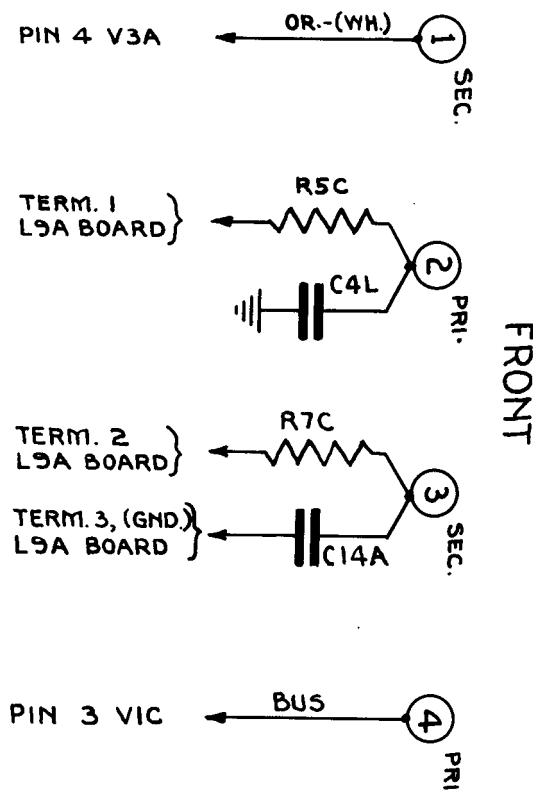 PIN 4 V3A
OR.-(WH.)
1
SEC.
TERM. 1
L9A BOARD}
R5C
C4L
2
PRI.
FRONT
TERM. 2
L9A BOARD}
R7C
TERM. 3, (GND.)}
L9A BOARD
C14A
3
SEC.
PIN 3 V1C
BUS
4
PRI